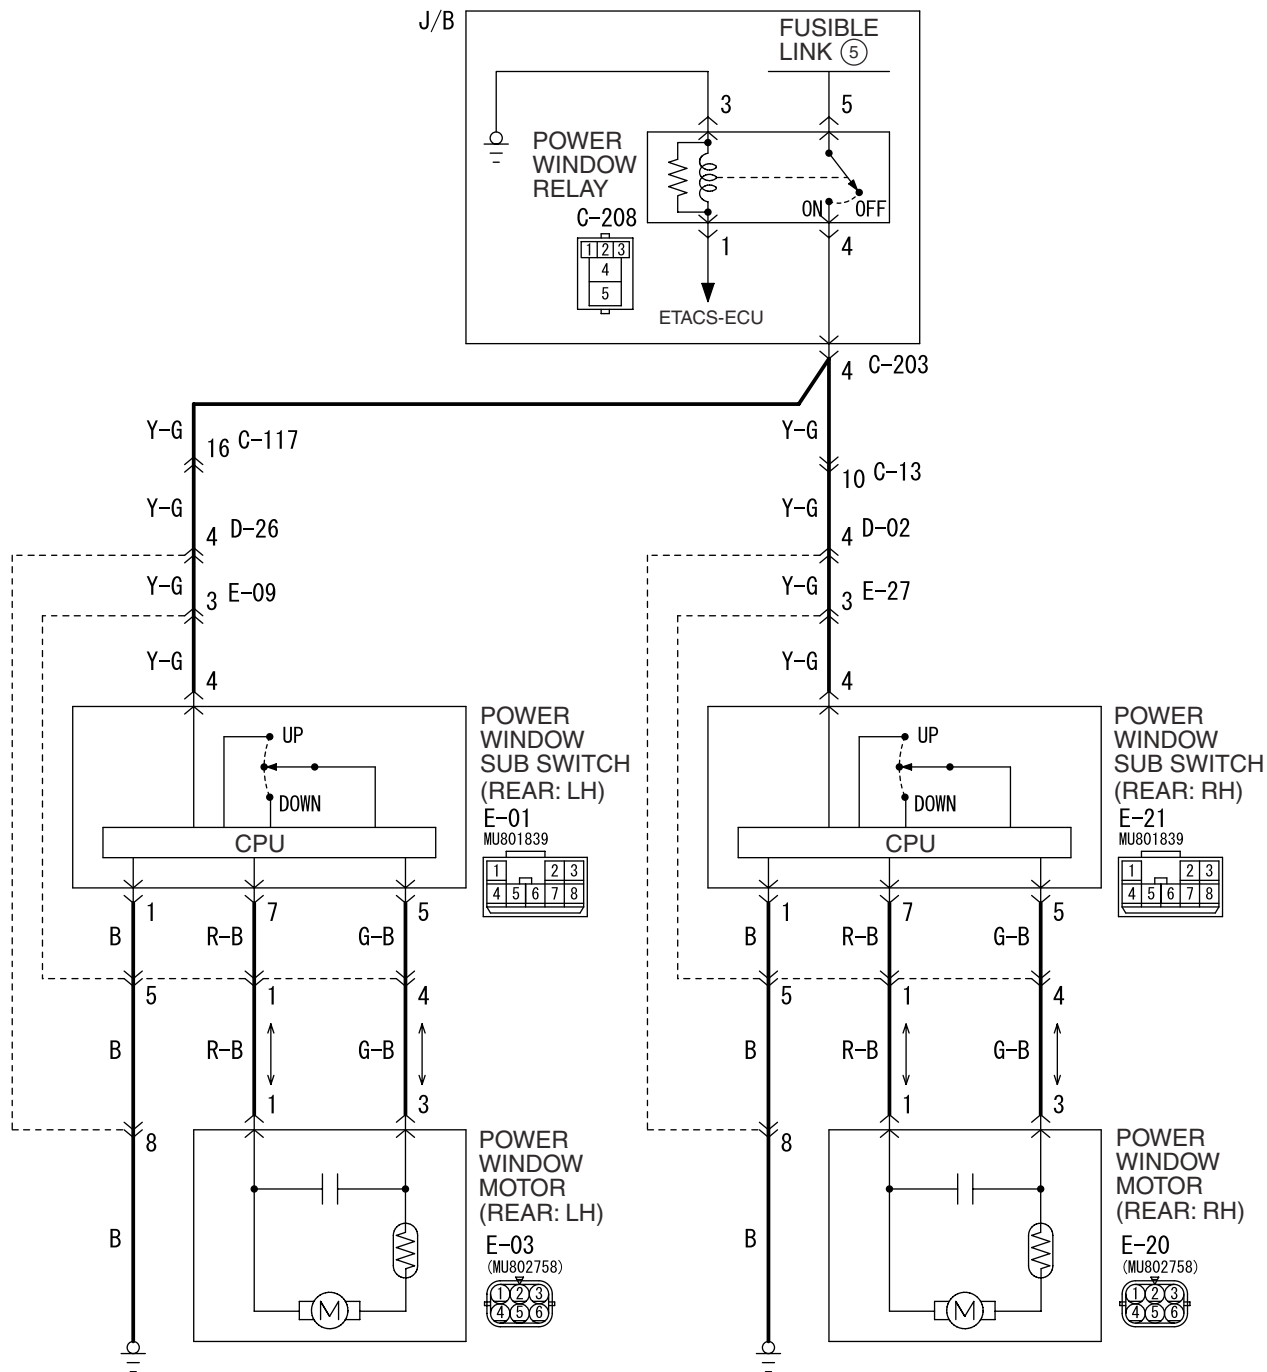 J/B
FUSIBLE
LINK ⑤
3
5
POWER
WINDOW
RELAY
ON
OFF
C-208
1 2 3
4
5
1
4
ETACS-ECU
4 C-203
Y-G
Y-G
16 C-117
10 C-13
Y-G
Y-G
4 D-26
4 D-02
Y-G
Y-G
3 E-09
3 E-27
Y-G
Y-G
4
4
UP
DOWN
CPU
POWER
WINDOW
SUB SWITCH
(REAR: LH)
E-01
MU801839
1 2 3
4 5 6 7 8
UP
DOWN
CPU
POWER
WINDOW
SUB SWITCH
(REAR: RH)
E-21
MU801839
1 2 3
4 5 6 7 8
1 7 5
1 7 5
B R-B G-B
B R-B G-B
5 1 4
5 1 4
B R-B G-B
B R-B G-B
1 3
1 3
8
8
B
B
M
POWER
WINDOW
MOTOR
(REAR: LH)
E-03
(MU802758)
1 2 3
4 5 6
M
POWER
WINDOW
MOTOR
(REAR: RH)
E-20
(MU802758)
1 2 3
4 5 6